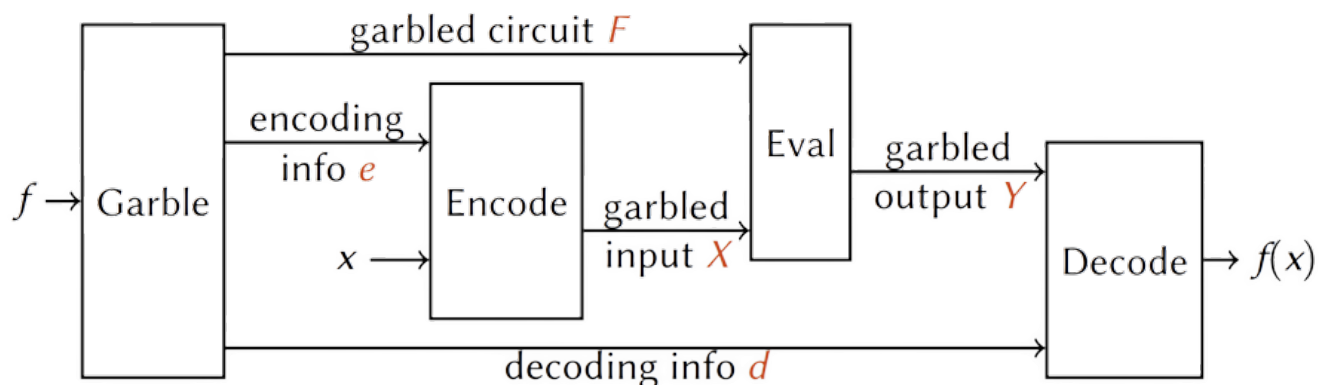 garbled circuit F
encoding
info e
f
Garble
Encode
x
garbled
input X
Eval
garbled
output Y
Decode
f(x)
decoding info d